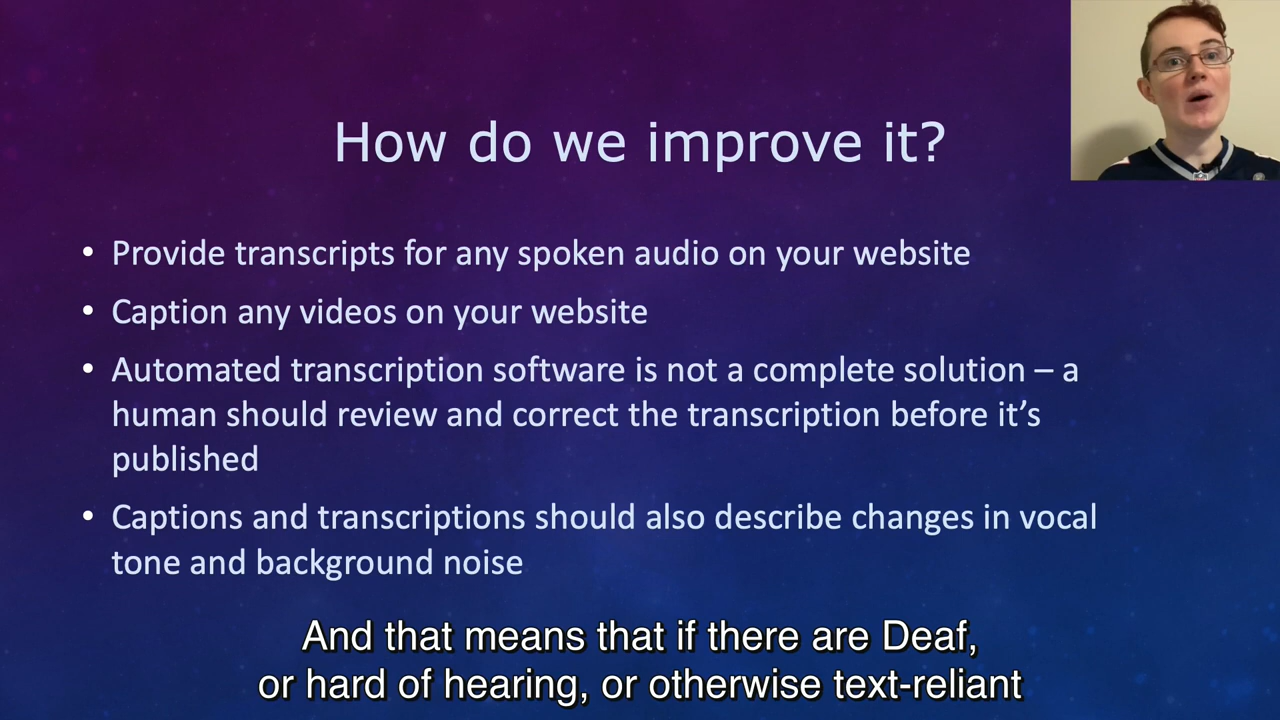 How do we improve it?
• Provide transcripts for any spoken audio on your website
• Caption any videos on your website
• Automated transcription software is not a complete solution – a
human should review and correct the transcription before it’s
published
• Captions and transcriptions should also describe changes in vocal
tone and background noise
And that means that if there are Deaf,
or hard of hearing, or otherwise text-reliant